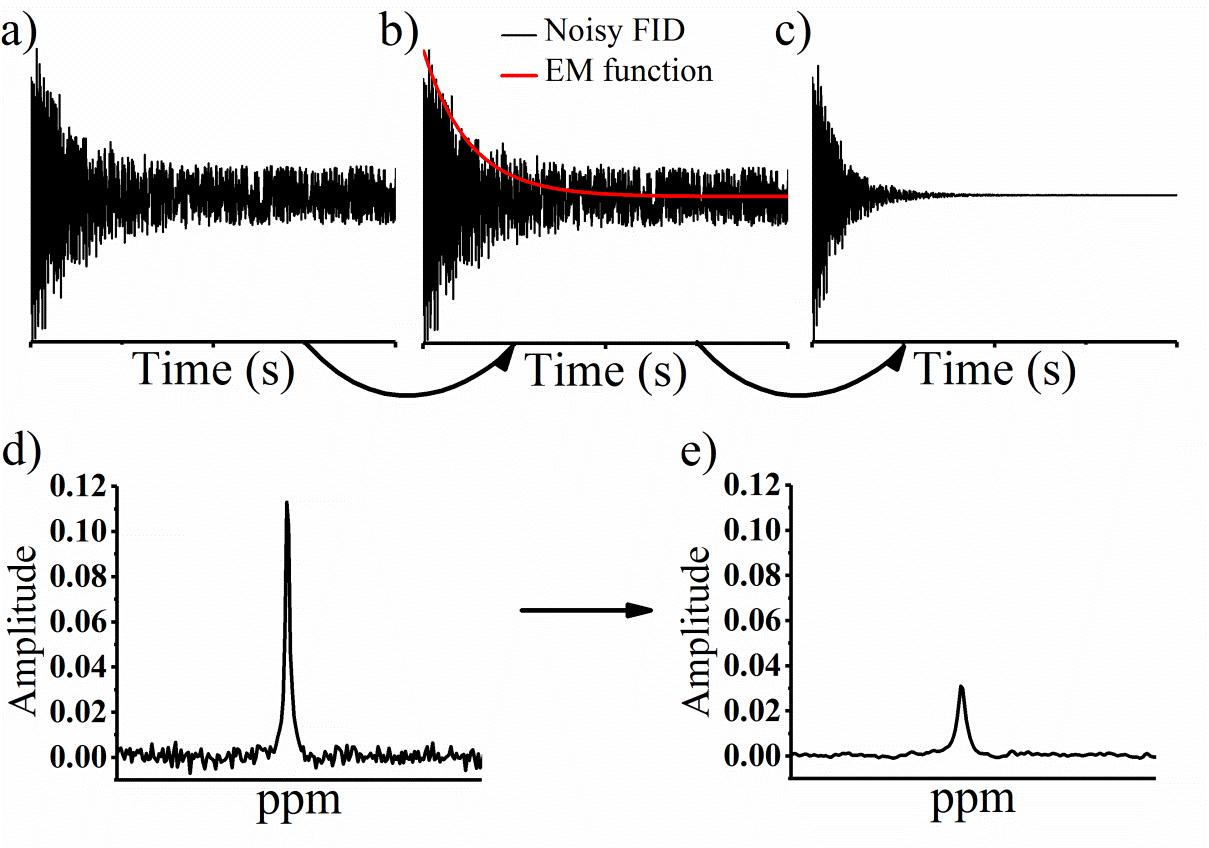 a)
b)
Noisy FID
EM function
c)
Time (s)
Time (s)
Time (s)
d)
0.12
0.10
0.08
0.06
0.04
0.02
0.00
Amplitude
ppm
e)
0.12
0.10
0.08
0.06
0.04
0.02
0.00
Amplitude
ppm